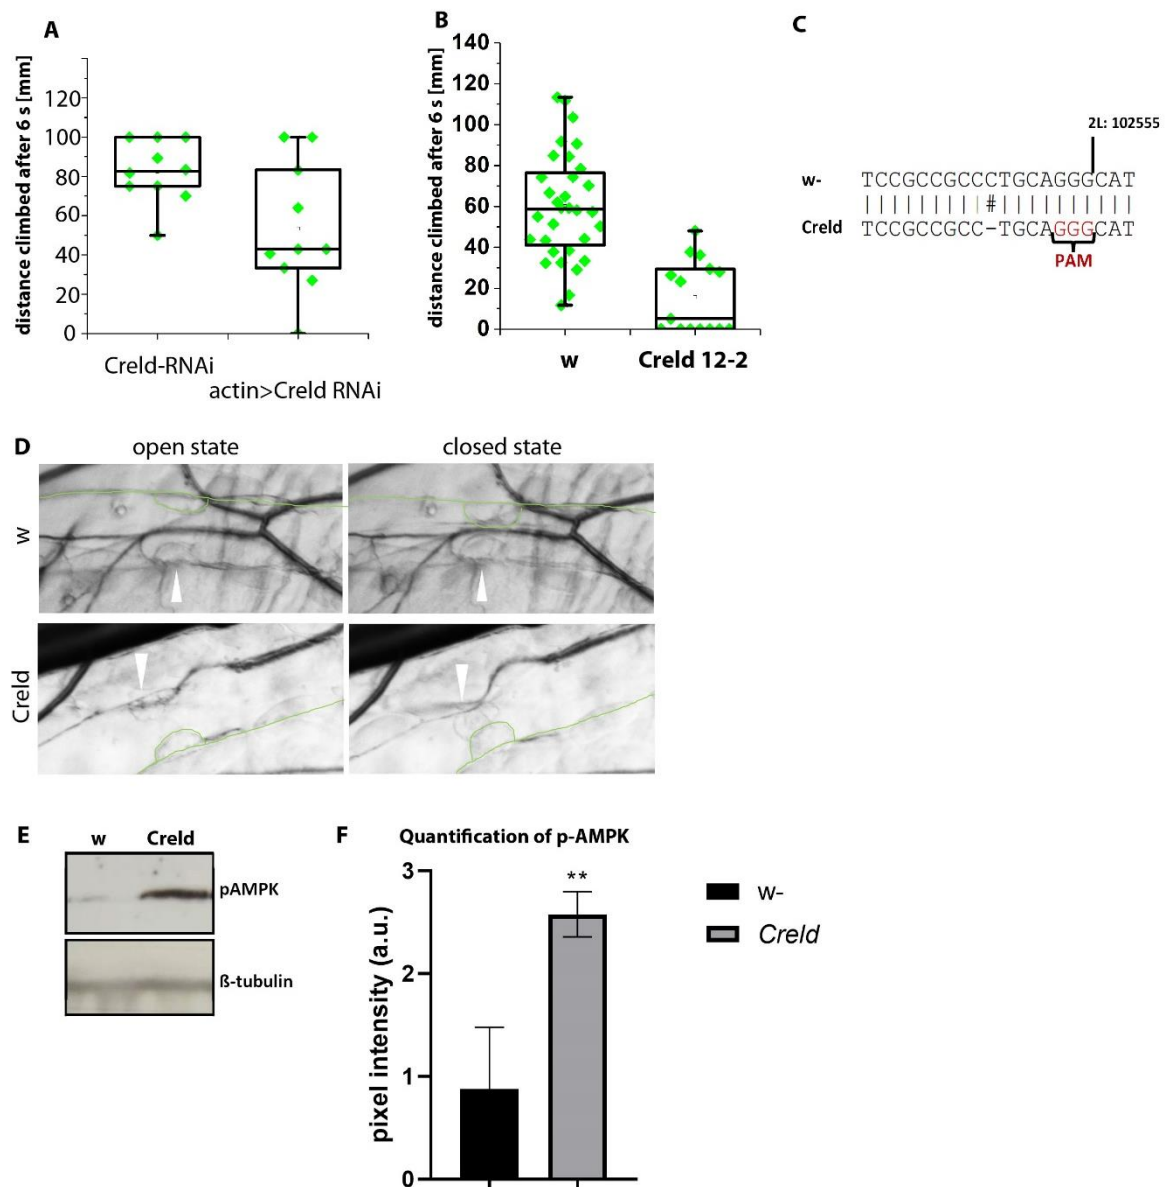 A
distance climbed after 6 s [mm]
120
100
80
60
40
20
0
Creld-RNAi
actin>Creld RNAi
B
distance climbed after 6 s [mm]
140
120
100
80
60
40
20
0
w
Creld 12-2
C
2L: 102555
w- TCCGCCGCCCTGCAGGGCAT
| | | | | | | | | # | | | | | | | | | |
Creld TCCGCCGCC-TGCAGGGCAT
PAM
D
open state closed state
w
Creld
E
w Creld
pAMPK
ß-tubulin
F
Quantification of p-AMPK
pixel intensity (a.u.)
3
2
1
0
**
w-
Creld